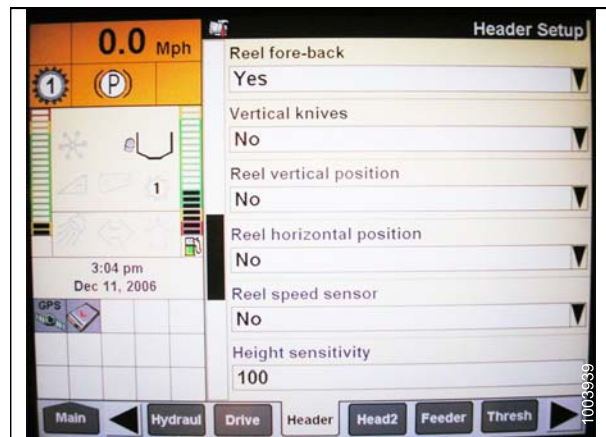 0.0 Mph
Header Setup
1
P
Reel fore-back
Yes
Vertical knives
No
Reel vertical position
No
1
Reel horizontal position
No
3:04 pm
Dec 11, 2006
Reel speed sensor
No
GPS
Height sensitivity
100
1003939
Main
Hydraul
Drive
Header
Head2
Feeder
Thresh